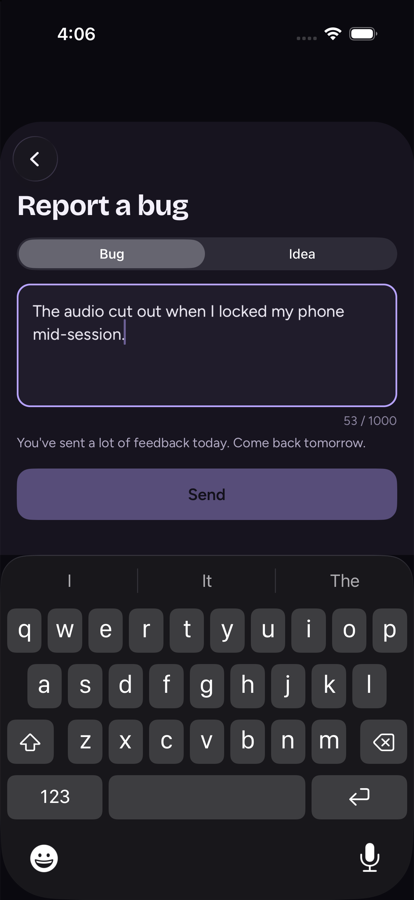 4:06
Report a bug
Bug
Idea
The audio cut out when I locked my phone
mid-session.
53 / 1000
You've sent a lot of feedback today. Come back tomorrow.
Send
I
It
The
q w e r t y u i o p
a s d f g h j k l
z x c v b n m
123